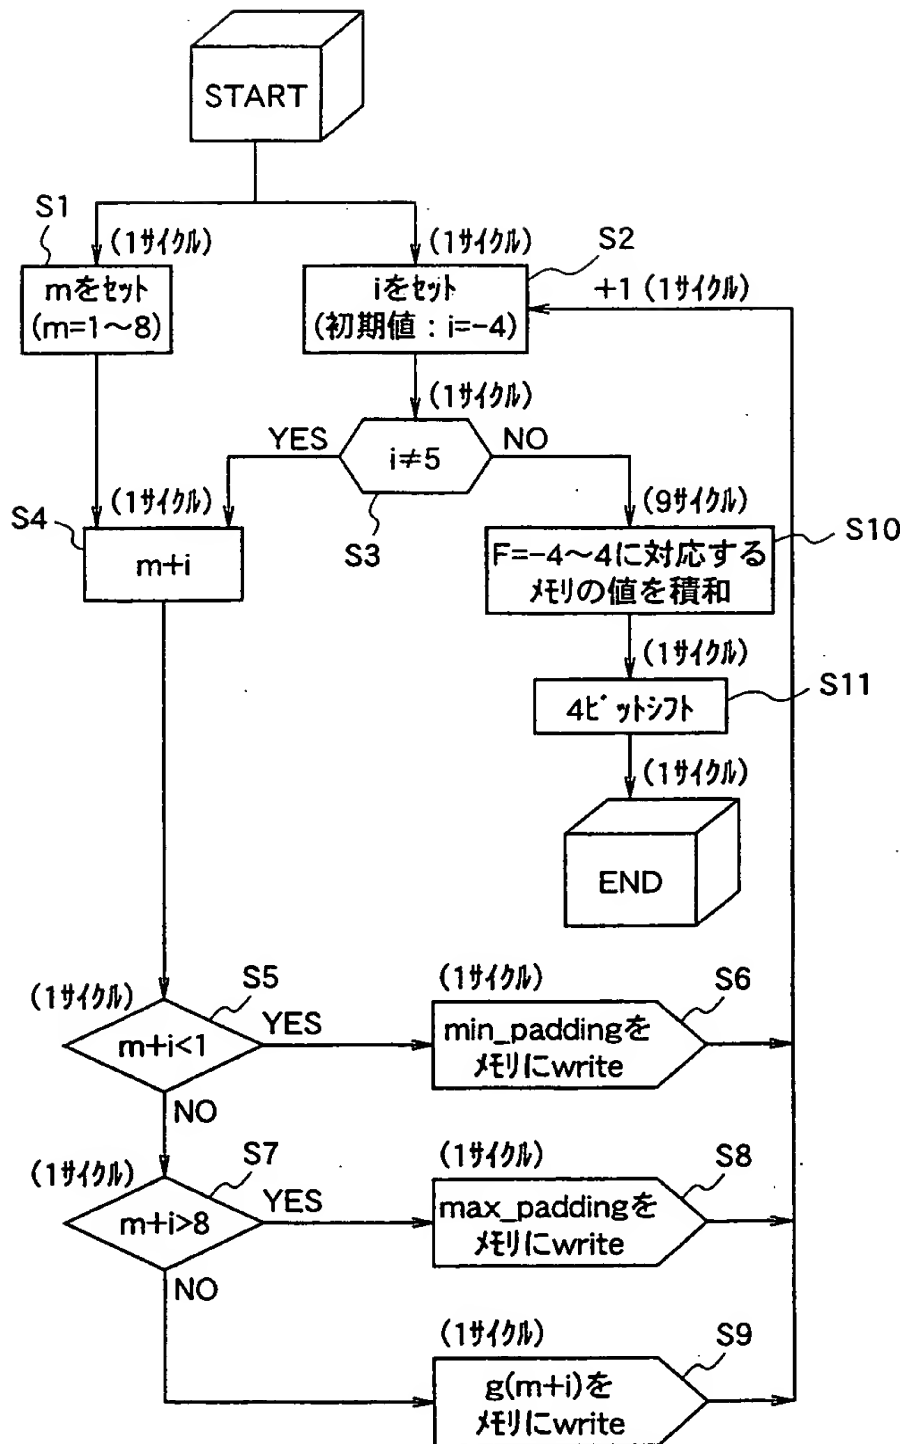 START
S1
(1サイクル)
mをセット
(m=1〜8)
(1サイクル)
S2
iをセット
(初期値：i=-4)
+1 (1サイクル)
(1サイクル)
YES
i≠5
NO
S3
S4
(1サイクル)
m+i
(9サイクル)
S10
F=-4〜4に対応する
メモリの値を積和
(1サイクル)
S11
4ビットシフト
(1サイクル)
END
(1サイクル)
S5
m+i<1
YES
NO
(1サイクル)
S6
min_paddingを
メモリにwrite
(1サイクル)
S7
m+i>8
YES
NO
(1サイクル)
S8
max_paddingを
メモリにwrite
(1サイクル)
S9
g(m+i)を
メモリにwrite